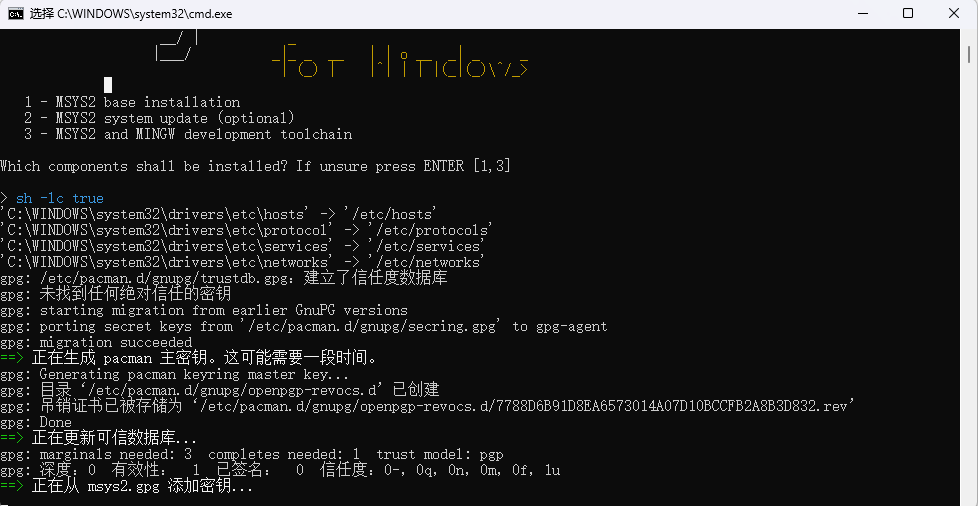 选择 C:\WINDOWS\system32\cmd.exe
for Windows
1 - MSYS2 base installation
2 - MSYS2 system update (optional)
3 - MSYS2 and MINGW development toolchain
Which components shall be installed? If unsure press ENTER [1,3]
> sh -lc true
'C:\WINDOWS\system32\drivers\etc\hosts' -> '/etc/hosts'
'C:\WINDOWS\system32\drivers\etc\protocol' -> '/etc/protocols'
'C:\WINDOWS\system32\drivers\etc\services' -> '/etc/services'
'C:\WINDOWS\system32\drivers\etc\networks' -> '/etc/networks'
gpg: /etc/pacman.d/gnupg/trustdb.gpg：建立了信任度数据库
gpg: 未找到任何绝对信任的密钥
gpg: starting migration from earlier GnuPG versions
gpg: porting secret keys from '/etc/pacman.d/gnupg/secring.gpg' to gpg-agent
gpg: migration succeeded
==> 正在生成 pacman 主密钥。这可能需要一段时间。
gpg: Generating pacman keyring master key...
gpg: 目录‘/etc/pacman.d/gnupg/openpgp-revocs.d’已创建
gpg: 吊销证书已被存储为‘/etc/pacman.d/gnupg/openpgp-revocs.d/7788D6B91D8EA6573014A07D10BCCFB2A8B3D832.rev’
gpg: Done
==> 正在更新可信数据库...
gpg: marginals needed: 3  completes needed: 1  trust model: pgp
gpg: 深度：0  有效性：  1  已签名：  0  信任度：0-, 0q, 0n, 0m, 0f, 1u
==> 正在从 msys2.gpg 添加密钥...